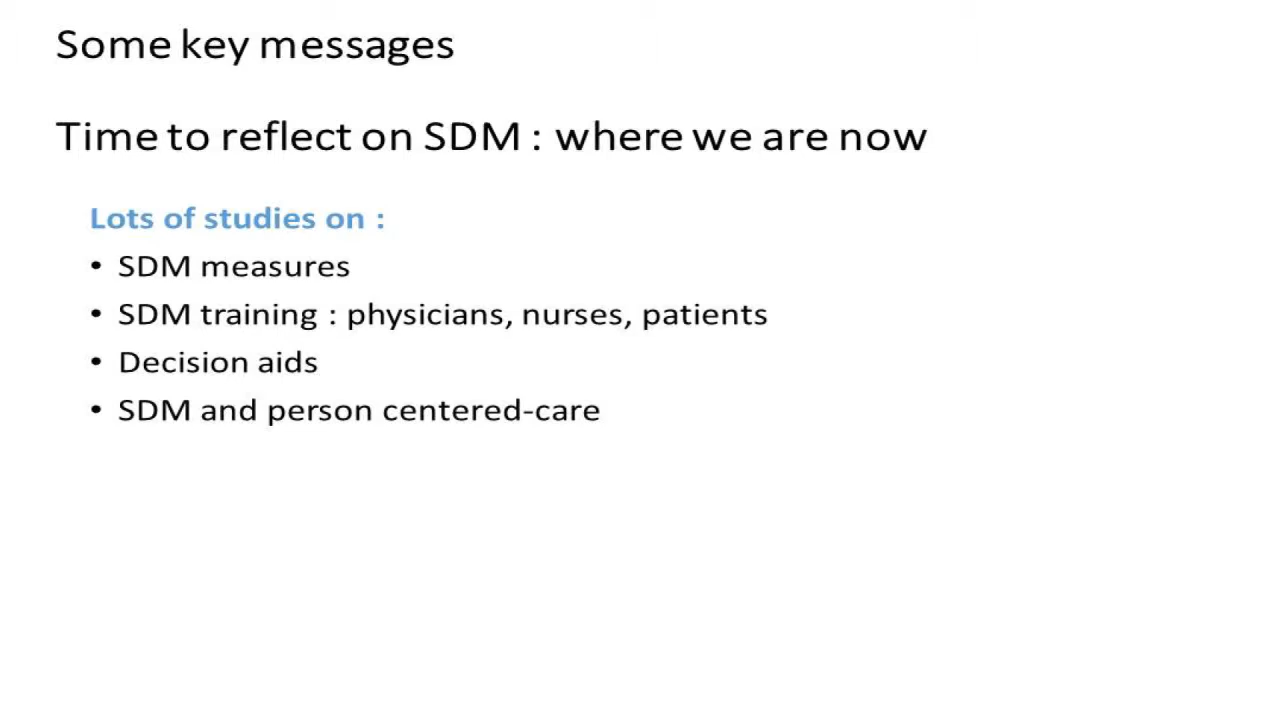 Some key messages
Time to reflect on SDM : where we are now
Lots of studies on :
• SDM measures
• SDM training : physicians, nurses, patients
• Decision aids
• SDM and person centered-care